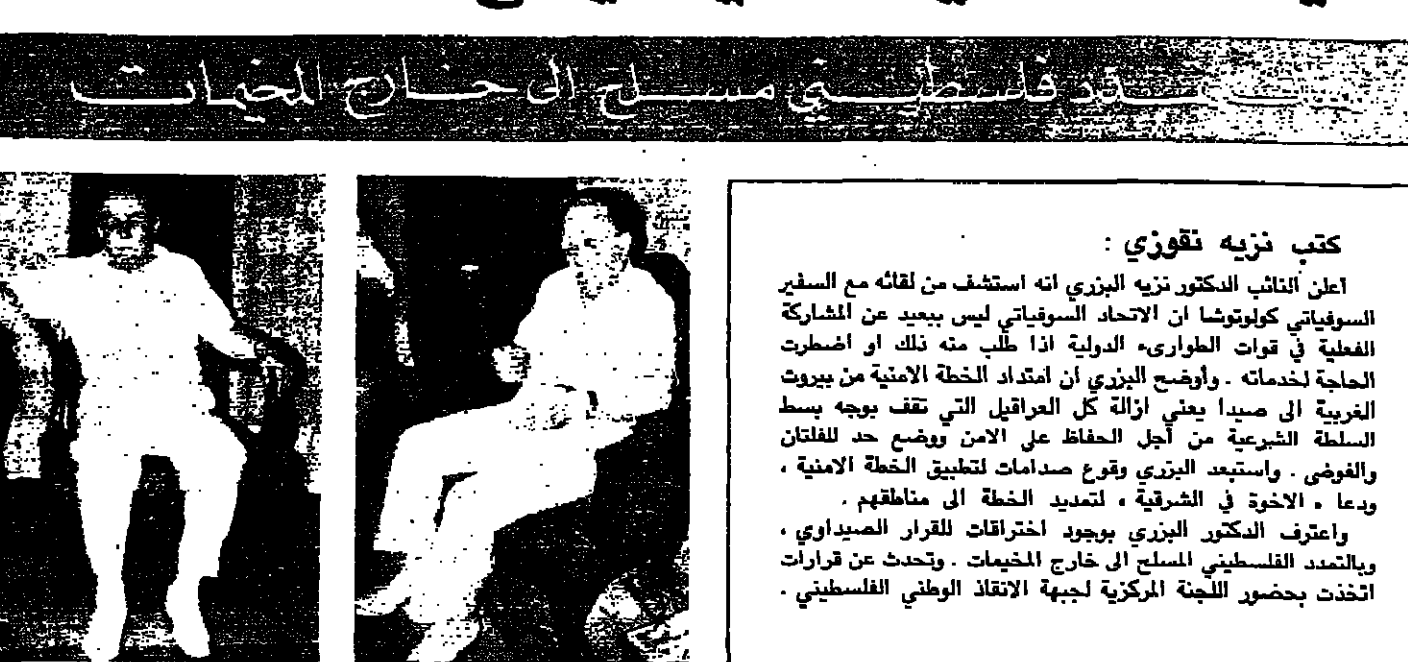 تمدد فلسطيني مسلح الى خارج المخيمات
كتب نزيه نقوزي :
أعلن النائب الدكتور نزيه البزري انه استشف من لقائه مع السفير
السوفياتي كولوتوشا ان الاتحاد السوفياتي ليس ببعيد عن المشاركة
الفعلية في قوات الطوارىء الدولية اذا طلب منه ذلك او اضطرت
الحاجة لخدماته . وأوضح البزري أن امتداد الخطة الامنية من بيروت
الغربية الى صيدا يعني ازالة كل العراقيل التي تقف بوجه بسط
السلطة الشرعية من أجل الحفاظ على الامن ووضع حد للفلتان
والفوضى . واستبعد البزري وقوع صدامات لتطبيق الخطة الامنية ،
ودعا « الاخوة في الشرقية » لتمديد الخطة الى مناطقهم .
واعترف الدكتور البزري بوجود اختراقات للقرار الصيداوي ،
وبالتمدد الفلسطيني المسلح الى خارج المخيمات . وتحدث عن قرارات
اتخذت بحضور اللجنة المركزية لجبهة الانقاذ الوطني الفلسطيني .